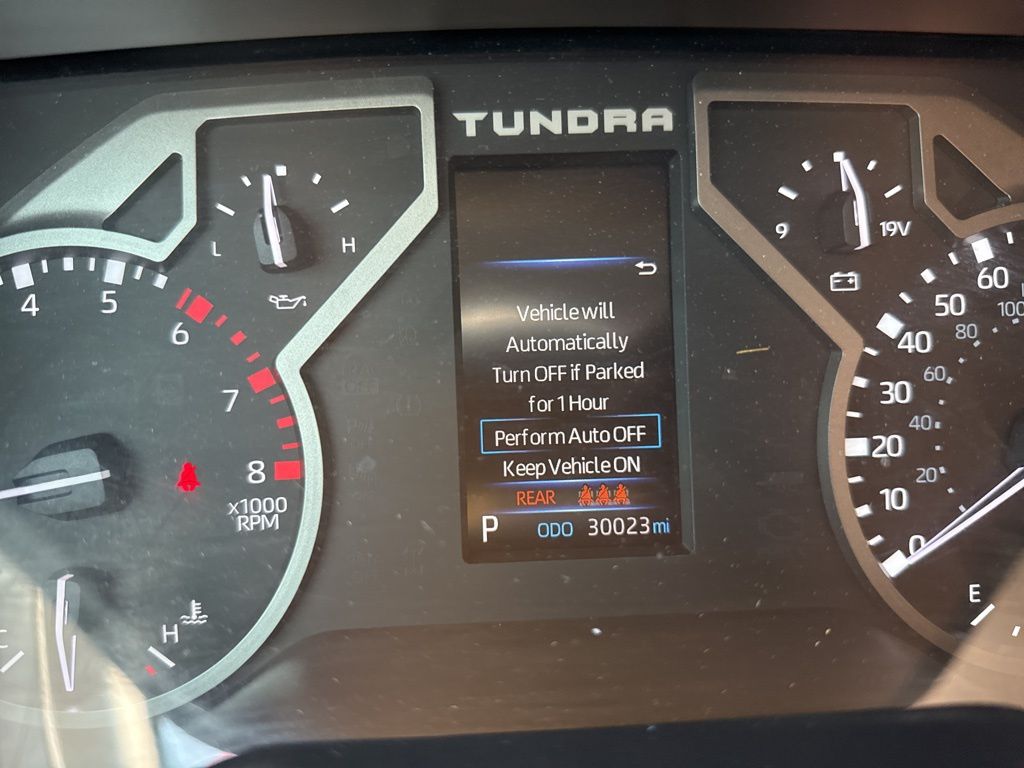 TUNDRA
L
H
9
19V
4
5
6
7
8
x1000
RPM
Vehicle will
Automatically
Turn OFF if Parked
for 1 Hour
Perform Auto OFF
Keep Vehicle ON
REAR
P ODO 30023 mi
60
50
40
30
20
10
0
100
80
60
40
20
E
C
H